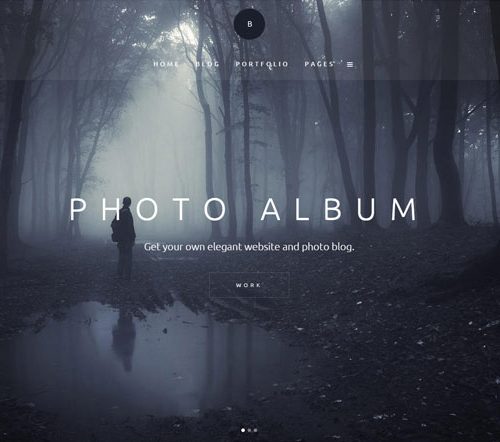 B
HOME BLOG PORTFOLIO PAGES
PHOTO ALBUM
Get your own elegant website and photo blog.
WORK